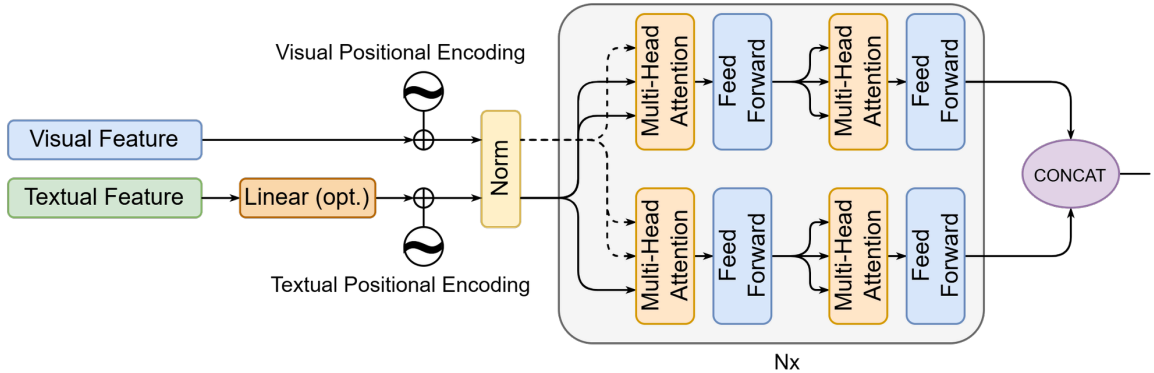 Visual Positional Encoding
Visual Feature
Textual Feature
Linear (opt.)
Textual Positional Encoding
Norm
Multi-Head
Attention
Feed
Forward
Multi-Head
Attention
Feed
Forward
Multi-Head
Attention
Feed
Forward
Multi-Head
Attention
Feed
Forward
CONCAT
Nx